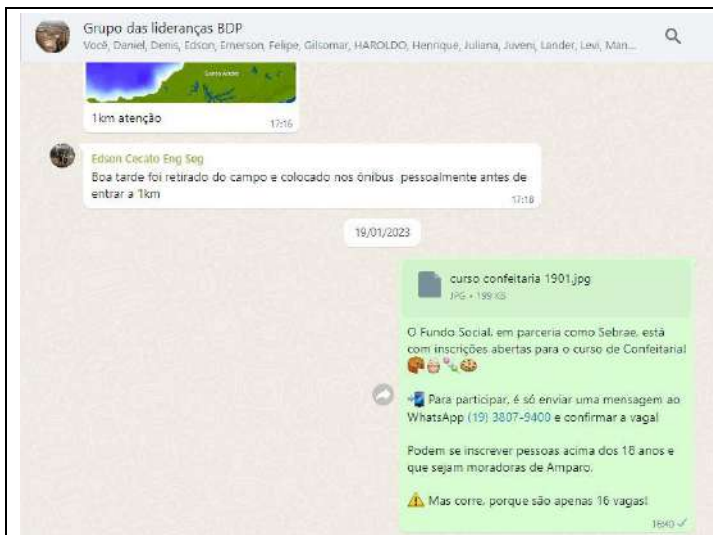 Grupo das lideranças BDP
Você, Daniel, Denis, Edson, Emerson, Felipe, Gilsomar, HAROLDO, Henrique, Juliana, Juveni, Lander, Levi, Man...
Santo André
1km atenção
17:16
Edson Cecato Eng Seg
Boa tarde foi retirado do campo e colocado nos ônibus pessoalmente antes de
entrar a 1km
17:18
19/01/2023
curso confeitaria 1901.jpg
JPG • 199 KB
O Fundo Social, em parceria como Sebrae, está
com inscrições abertas para o curso de Confeitaria!
Para participar, é só enviar uma mensagem ao
WhatsApp (19) 3807-9400 e confirmar a vaga!
Podem se inscrever pessoas acima dos 18 anos e
que sejam moradoras de Amparo.
Mas corre, porque são apenas 16 vagas!
16:40